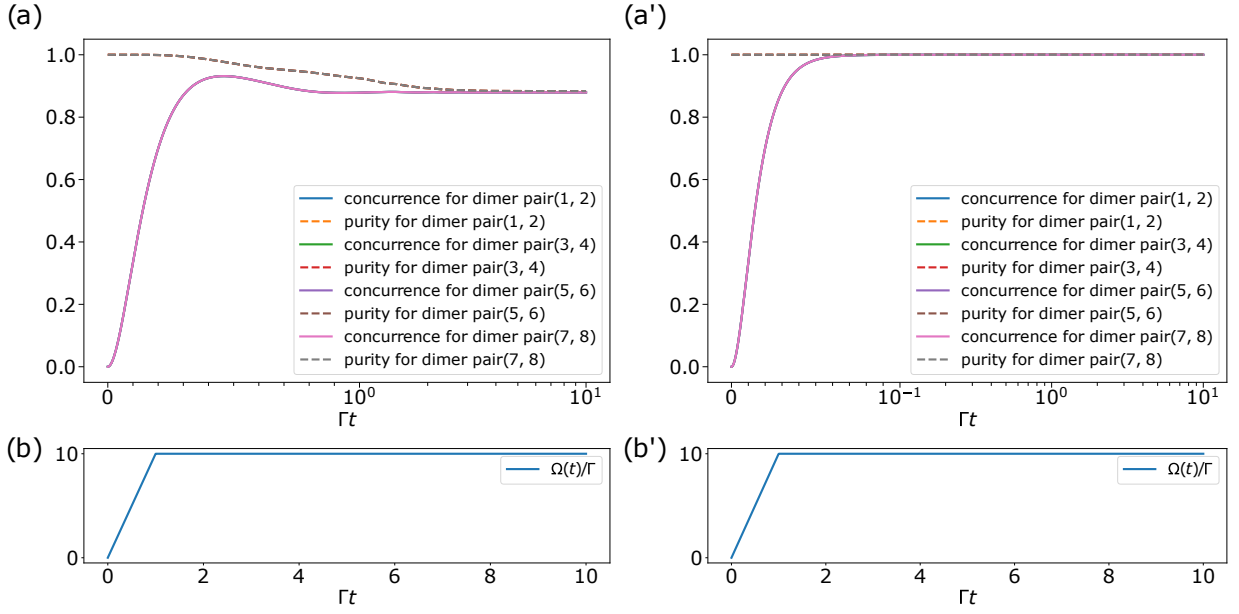 (a)
1.0
0.8
0.6
0.4
0.2
0.0
concurrence for dimer pair(1, 2)
purity for dimer pair(1, 2)
concurrence for dimer pair(3, 4)
purity for dimer pair(3, 4)
concurrence for dimer pair(5, 6)
purity for dimer pair(5, 6)
concurrence for dimer pair(7, 8)
purity for dimer pair(7, 8)
0 10⁰ 10¹
Γt
(a')
1.0
0.8
0.6
0.4
0.2
0.0
concurrence for dimer pair(1, 2)
purity for dimer pair(1, 2)
concurrence for dimer pair(3, 4)
purity for dimer pair(3, 4)
concurrence for dimer pair(5, 6)
purity for dimer pair(5, 6)
concurrence for dimer pair(7, 8)
purity for dimer pair(7, 8)
0 10⁻¹ 10⁰ 10¹
Γt
(b)
10
0
Ω(t)/Γ
0 2 4 6 8 10
Γt
(b')
10
0
Ω(t)/Γ
0 2 4 6 8 10
Γt